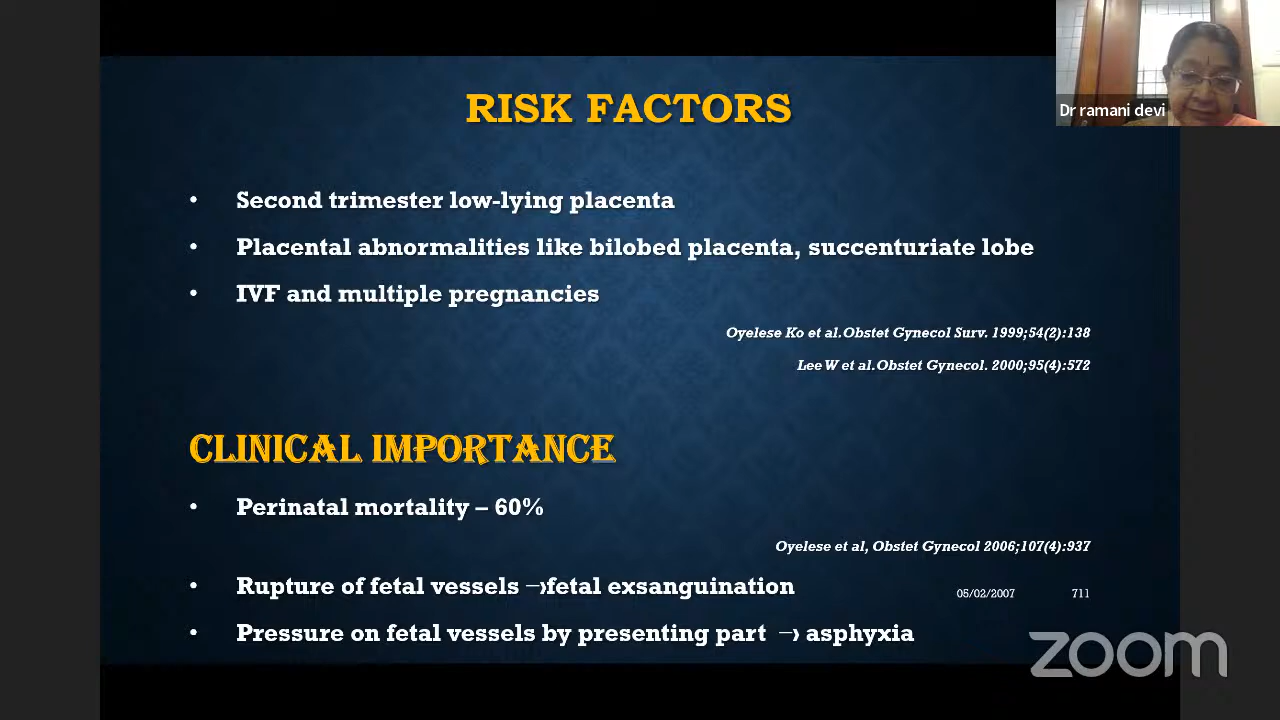 RISK FACTORS
Dr ramani devi
• Second trimester low-lying placenta
• Placental abnormalities like bilobed placenta, succenturiate lobe
• IVF and multiple pregnancies
Oyelese Ko et al.Obstet Gynecol Surv. 1999;54(2):138
Lee W et al.Obstet Gynecol. 2000;95(4):572
CLINICAL IMPORTANCE
• Perinatal mortality – 60%
Oyelese et al, Obstet Gynecol 2006;107(4):937
• Rupture of fetal vessels →fetal exsanguination
05/02/2007 711
• Pressure on fetal vessels by presenting part → asphyxia
zoom